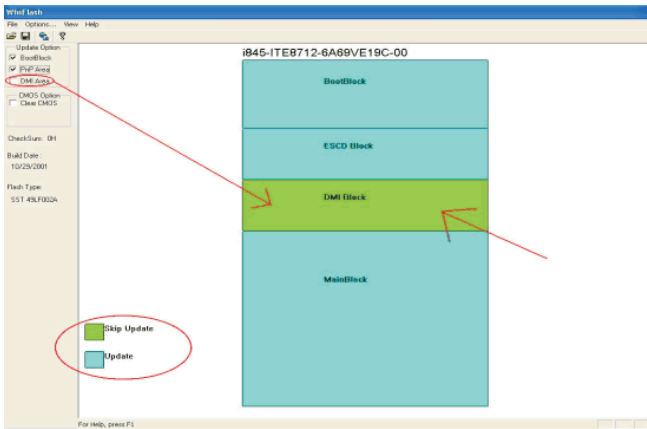 WinFlash
File Options... View Help
Update Option
BootBlock
PnP Area
DMI Area
CMOS Option
Clear CMOS
CheckSum: 0H
Build Date:
10/29/2001
Flash Type:
SST 49LF002A
i845-ITE8712-6A69VE19C-00
BootBlock
ESCD Block
DMI Block
MainBlock
Skip Update
Update
For Help, press F1